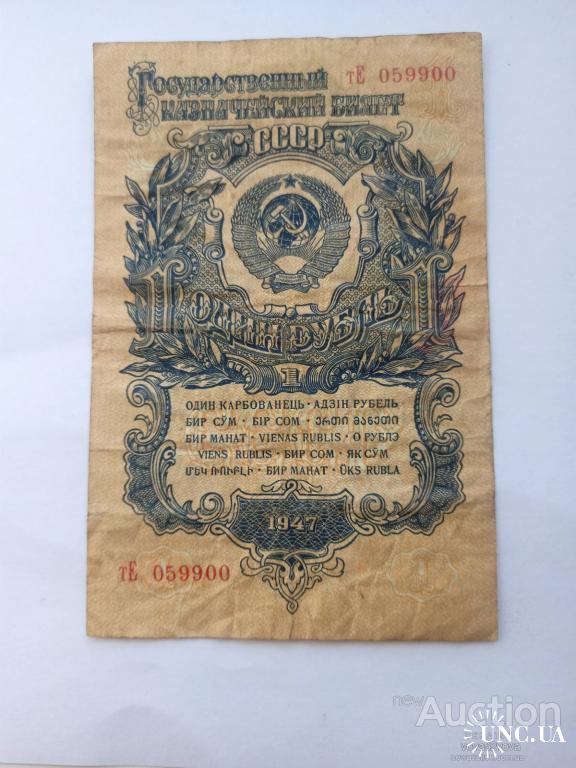 Государственный
тЕ 059900
казначейский билет
СССР
1 один рубль 1
1
ОДИН КАРБОВАНЕЦЬ · АДЗІН РУБЕЛЬ
БИР СЎМ · БІР СОМ · ერთი მანეთი
БИР МАНАТ · VIENAS RUBLIS · О РУБЛЭ
VIENS RUBLIS · БИР СОМ · ЯК СӮМ
ՄԵԿ ՌՈՒԲԼԻ · БИР МАНАТ · ÜKS RUBLA
1947
тЕ 059900
1
new Auction
UNC.UA